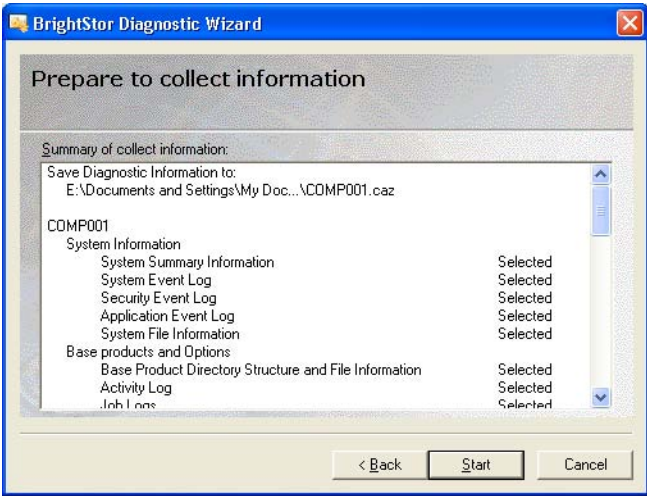 BrightStor Diagnostic Wizard
Prepare to collect information
Summary of collect information:
Save Diagnostic Information to:
E:\Documents and Settings\My Doc...\COMP001.caz
COMP001
System Information
System Summary Information Selected
System Event Log Selected
Security Event Log Selected
Application Event Log Selected
System File Information Selected
Base products and Options
Base Product Directory Structure and File Information Selected
Activity Log Selected
Job Logs Selected
< Back Start Cancel